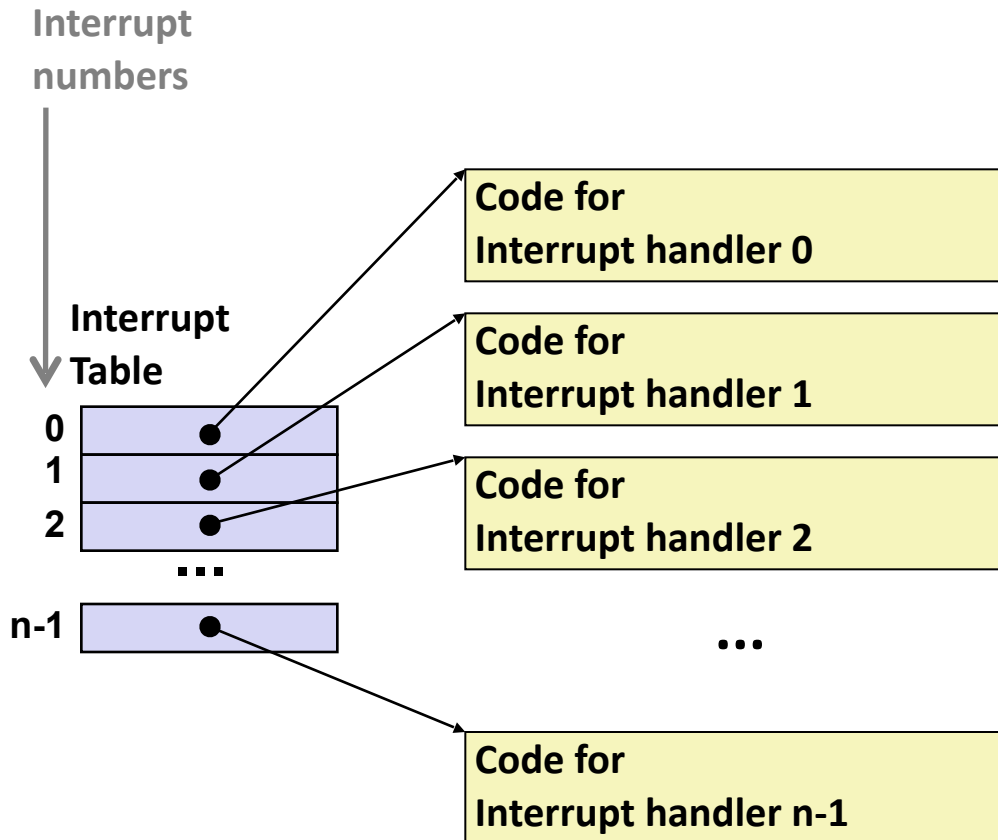 Interrupt
numbers
Interrupt
Table
0
1
2
...
n-1
Code for
Interrupt handler 0
Code for
Interrupt handler 1
Code for
Interrupt handler 2
...
Code for
Interrupt handler n-1